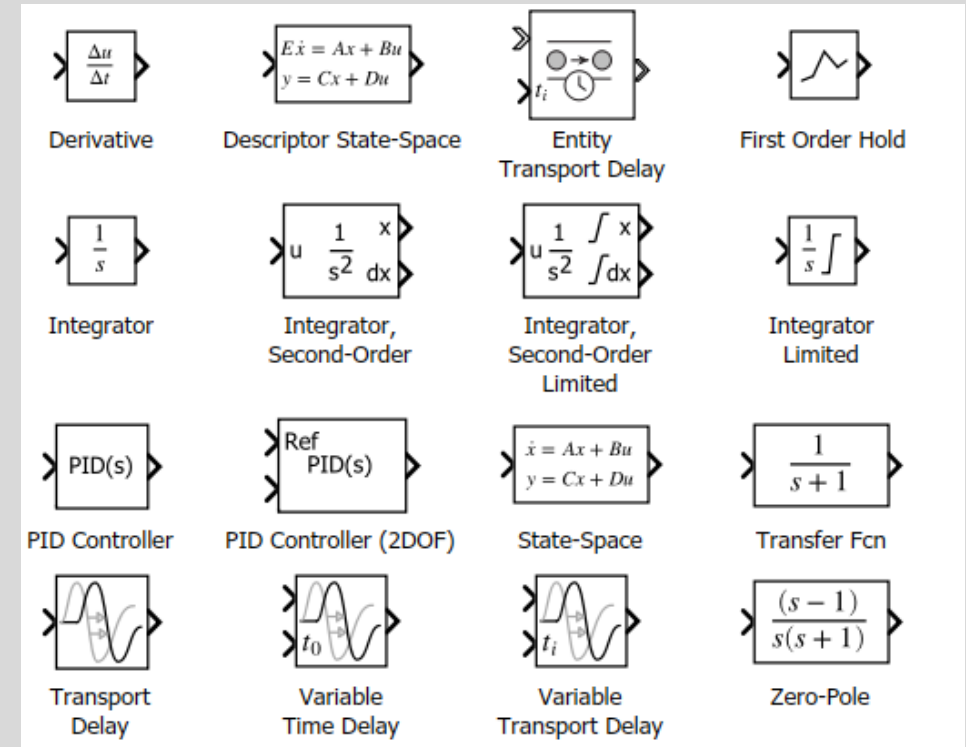 Δu
Δt
Derivative
Eẋ = Ax + Bu
y = Cx + Du
Descriptor State-Space
tᵢ
Entity
Transport Delay
First Order Hold
1
s
Integrator
u 1 x
s² dx
Integrator,
Second-Order
u 1 ∫ x
s² ∫dx
Integrator,
Second-Order
Limited
1
s ∫
Integrator
Limited
PID(s)
PID Controller
Ref
PID(s)
PID Controller (2DOF)
ẋ = Ax + Bu
y = Cx + Du
State-Space
1
s + 1
Transfer Fcn
Transport
Delay
t₀
Variable
Time Delay
tᵢ
Variable
Transport Delay
(s − 1)
s(s + 1)
Zero-Pole